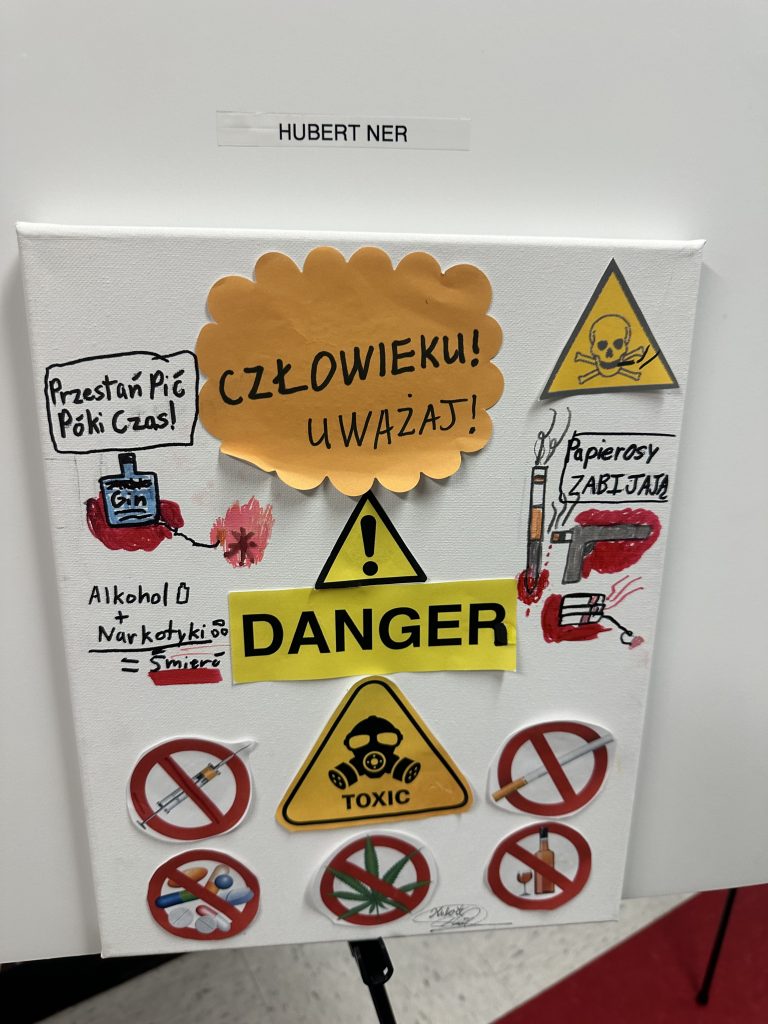 HUBERT NER
CZŁOWIEKU!
UWAŻAJ!
Przestań Pić
Póki Czas!
Gin
Papierosy
ZABIJAJĄ
Alkohol
+
Narkotyki
= Śmierć
DANGER
TOXIC